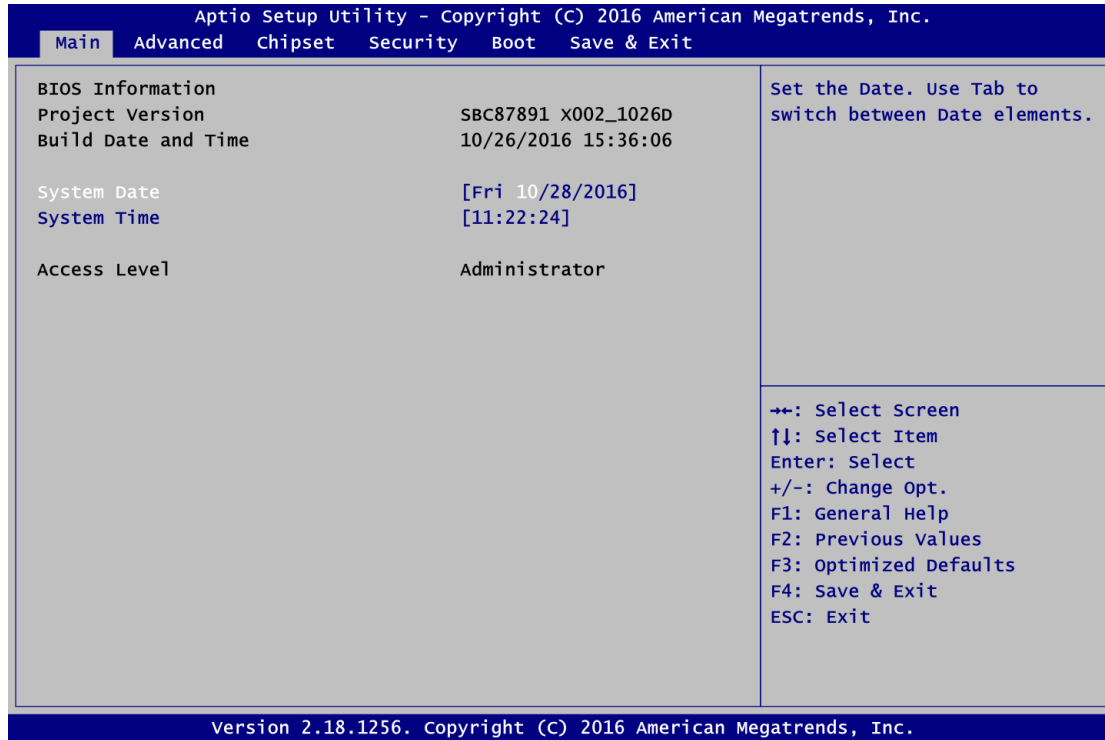 Aptio Setup Utility - Copyright (C) 2016 American Megatrends, Inc.
Main Advanced Chipset Security Boot Save & Exit
BIOS Information
Project Version SBC87891 X002_1026D
Build Date and Time 10/26/2016 15:36:06
System Date [Fri 10/28/2016]
System Time [11:22:24]
Access Level Administrator
Set the Date. Use Tab to
switch between Date elements.
→←: Select Screen
↑↓: Select Item
Enter: Select
+/-: Change Opt.
F1: General Help
F2: Previous Values
F3: Optimized Defaults
F4: Save & Exit
ESC: Exit
Version 2.18.1256. Copyright (C) 2016 American Megatrends, Inc.